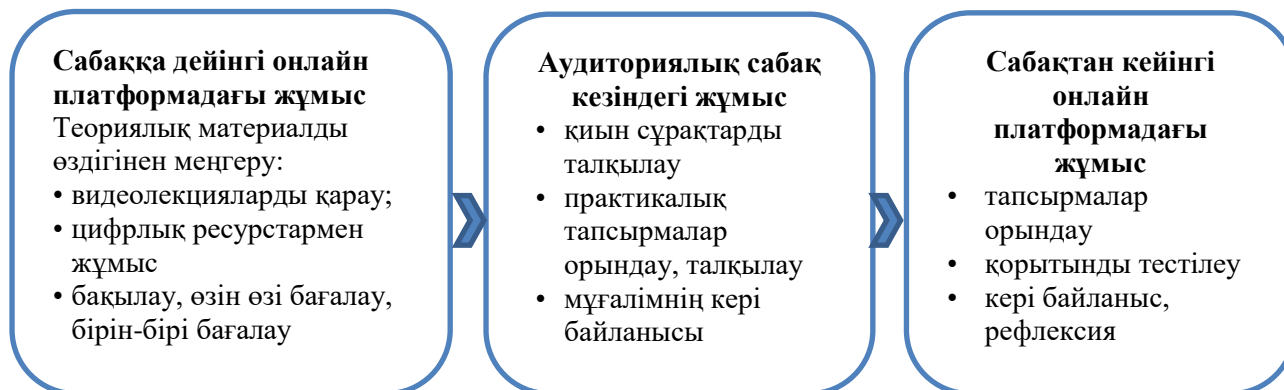 Сабаққа дейінгі онлайн
платформадағы жұмыс
Теориялық материалды
өздігінен меңгеру:
• видеолекцияларды қарау;
• цифрлық ресурстармен
жұмыс
• бақылау, өзін өзі бағалау,
бірін-бірі бағалау
Аудиториялық сабақ
кезіндегі жұмыс
• қиын сұрақтарды
талқылау
• практикалық
тапсырмалар
орындау, талқылау
• мұғалімнің кері
байланысы
Сабақтан кейінгі
онлайн
платформадағы
жұмыс
• тапсырмалар
орындау
• қорытынды тестілеу
• кері байланыс,
рефлексия